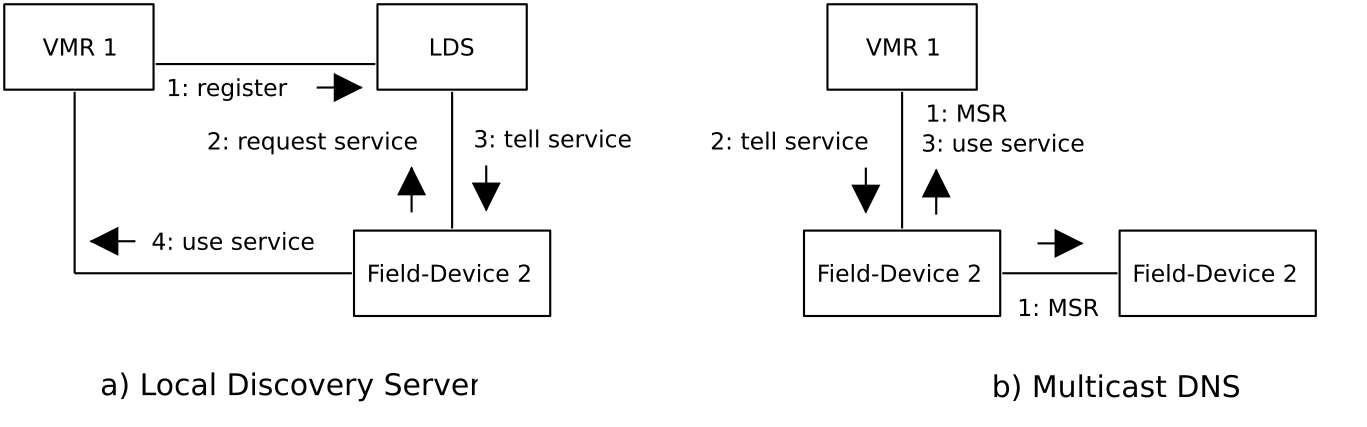 VMR 1
LDS
1: register
2: request service
3: tell service
4: use service
Field-Device 2
a) Local Discovery Server
VMR 1
1: MSR
2: tell service
3: use service
Field-Device 2
Field-Device 2
1: MSR
b) Multicast DNS